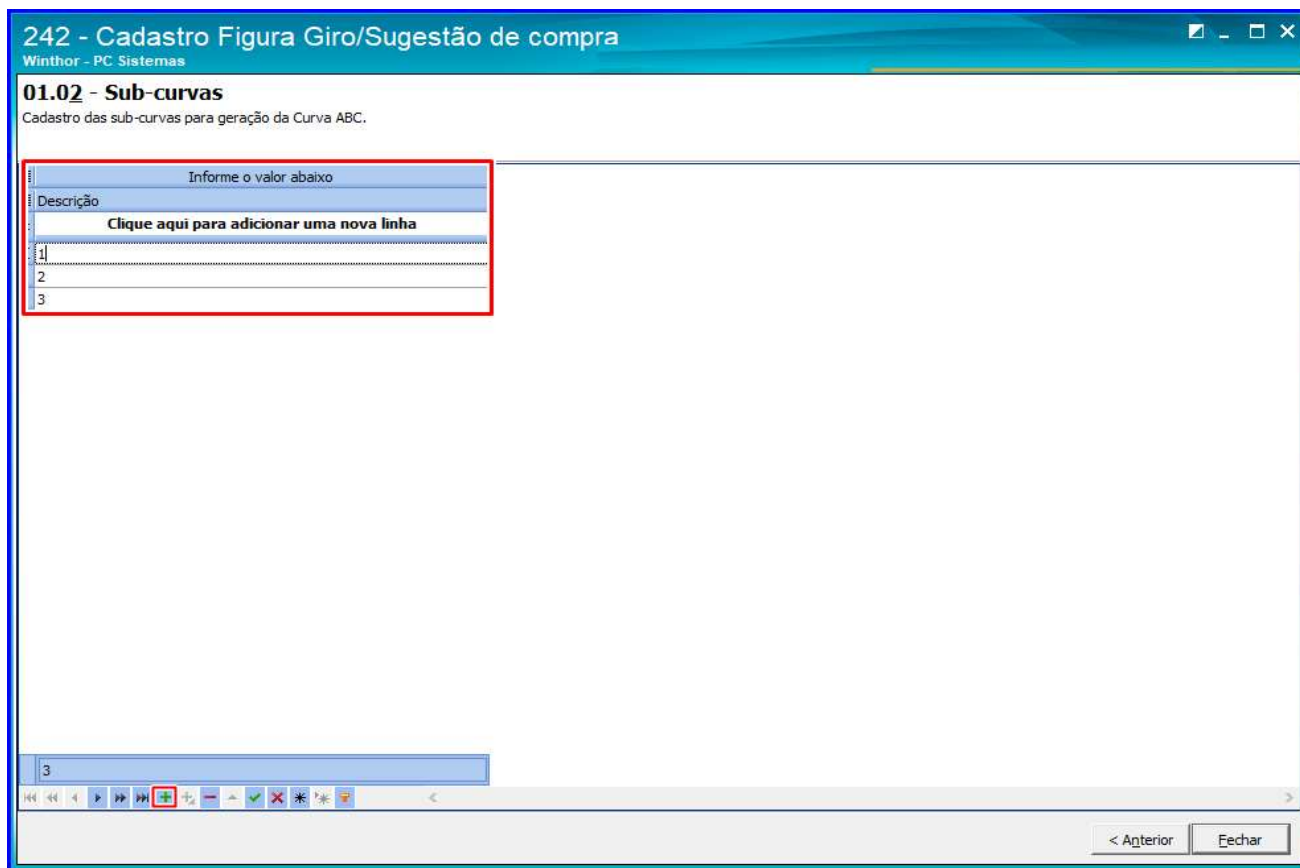 242 - Cadastro Figura Giro/Sugestão de compra
Winthor - PC Sistemas
01.02 - Sub-curvas
Cadastro das sub-curvas para geração da Curva ABC.
Informe o valor abaixo
Descrição
Clique aqui para adicionar uma nova linha
1
2
3
3
< Anterior
Fechar